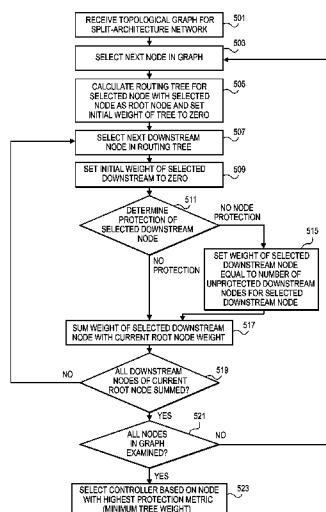 RECEIVE TOPOLOGICAL GRAPH FOR
SPLIT-ARCHITECTURE NETWORK
501
SELECT NEXT NODE IN GRAPH
503
CALCULATE ROUTING TREE FOR
SELECTED NODE WITH SELECTED
NODE AS ROOT NODE AND SET
INITIAL WEIGHT OF TREE TO ZERO
505
SELECT NEXT DOWNSTREAM
NODE IN ROUTING TREE
507
SET INITIAL WEIGHT OF SELECTED
DOWNSTREAM TO ZERO
509
511
DETERMINE
PROTECTION OF
SELECTED DOWNSTREAM
NODE
NO NODE
PROTECTION
NO
PROTECTION
515
SET WEIGHT OF SELECTED
DOWNSTREAM NODE
EQUAL TO NUMBER OF
UNPROTECTED DOWNSTREAM
NODES FOR SELECTED
DOWNSTREAM NODE
SUM WEIGHT OF SELECTED DOWNSTREAM
NODE WITH CURRENT ROOT NODE WEIGHT
517
NO
ALL DOWNSTREAM
NODES OF CURRENT
ROOT NODE SUMMED?
519
YES
521
ALL NODES
IN GRAPH
EXAMINED?
NO
YES
SELECT CONTROLLER BASED ON NODE
WITH HIGHEST PROTECTION METRIC
(MINIMUM TREE WEIGHT)
523